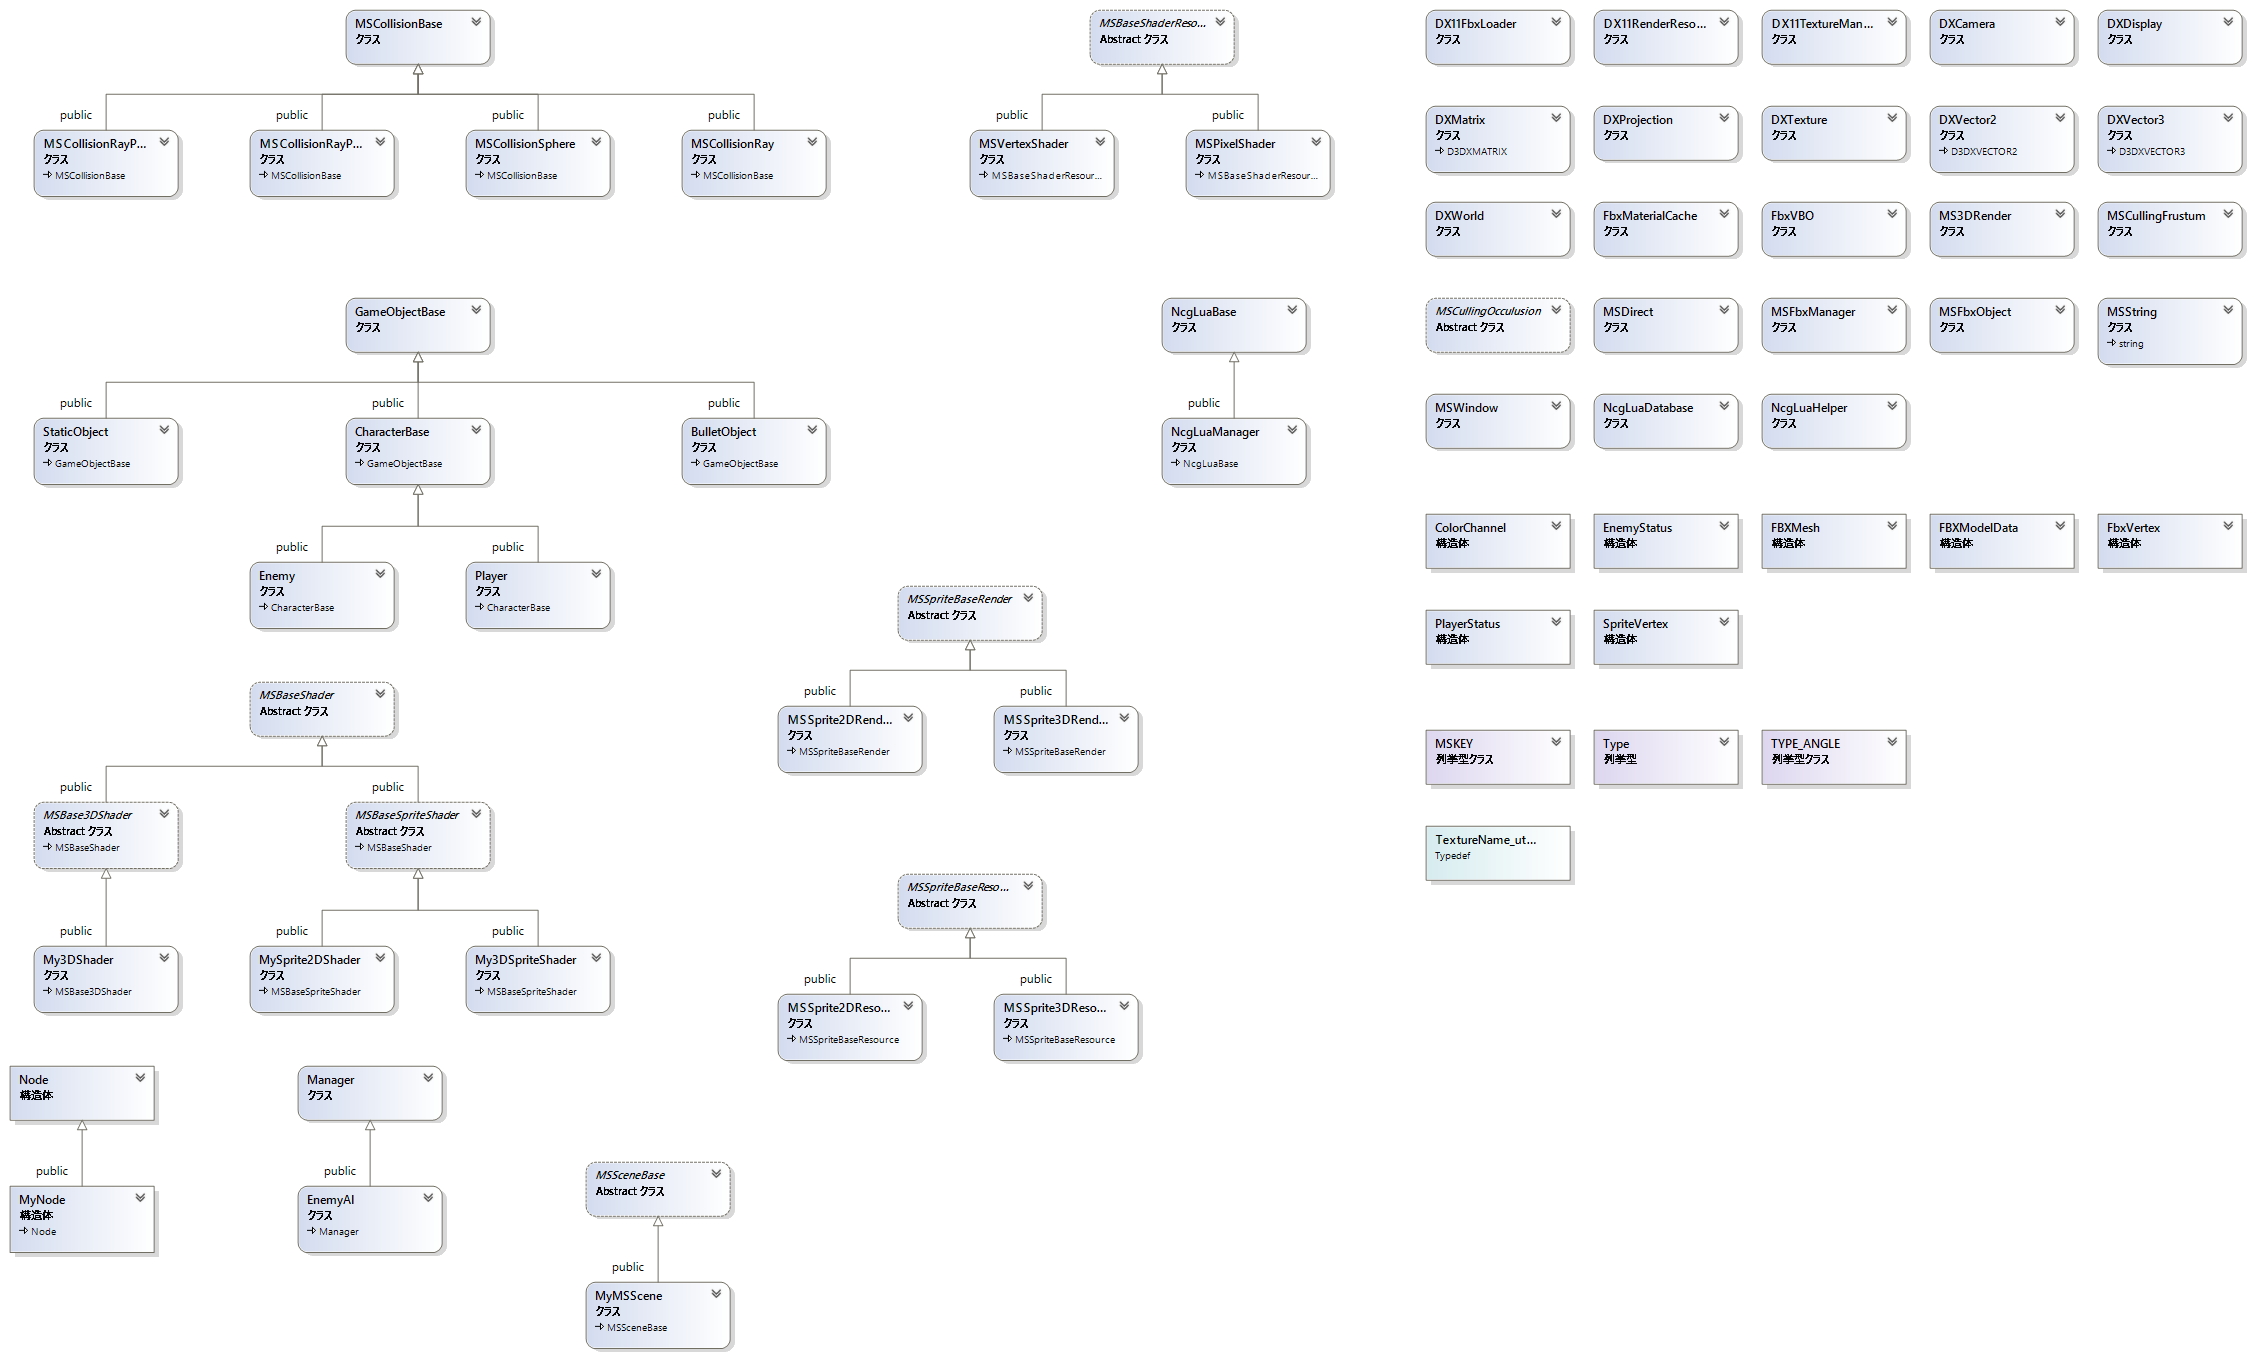 MSCollisionBase
クラス
public
public
public
public
MSCollisionRayP...
クラス
MSCollisionBase
MSCollisionRayP...
クラス
MSCollisionBase
MSCollisionSphere
クラス
MSCollisionBase
MSCollisionRay
クラス
MSCollisionBase
MSBaseShaderReso...
Abstract クラス
public
public
MSVertexShader
クラス
MSBaseShaderResour...
MSPixelShader
クラス
MSBaseShaderResour...
GameObjectBase
クラス
public
public
public
StaticObject
クラス
GameObjectBase
CharacterBase
クラス
GameObjectBase
BulletObject
クラス
GameObjectBase
public
public
Enemy
クラス
CharacterBase
Player
クラス
CharacterBase
NcgLuaBase
クラス
public
NcgLuaManager
クラス
NcgLuaBase
MSSpriteBaseRender
Abstract クラス
public
public
MSSprite2DRend...
クラス
MSSpriteBaseRender
MSSprite3DRend...
クラス
MSSpriteBaseRender
MSBaseShader
Abstract クラス
public
public
MSBase3DShader
Abstract クラス
MSBaseShader
MSBaseSpriteShader
Abstract クラス
MSBaseShader
public
public
public
My3DShader
クラス
MSBase3DShader
MySprite2DShader
クラス
MSBaseSpriteShader
My3DSpriteShader
クラス
MSBaseSpriteShader
MSSpriteBaseReso...
Abstract クラス
public
public
MSSprite2DReso...
クラス
MSSpriteBaseResource
MSSprite3DReso...
クラス
MSSpriteBaseResource
Node
構造体
public
MyNode
構造体
Node
Manager
クラス
public
EnemyAI
クラス
Manager
MSSceneBase
Abstract クラス
public
MyMSScene
クラス
MSSceneBase
DX11FbxLoader
クラス
DX11RenderReso...
クラス
DX11TextureMan...
クラス
DXCamera
クラス
DXDisplay
クラス
DXMatrix
クラス
D3DXMATRIX
DXProjection
クラス
DXTexture
クラス
DXVector2
クラス
D3DXVECTOR2
DXVector3
クラス
D3DXVECTOR3
DXWorld
クラス
FbxMaterialCache
クラス
FbxVBO
クラス
MS3DRender
クラス
MSCullingFrustum
クラス
MSCullingOcculusion
Abstract クラス
MSDirect
クラス
MSFbxManager
クラス
MSFbxObject
クラス
MSString
クラス
string
MSWindow
クラス
NcgLuaDatabase
クラス
NcgLuaHelper
クラス
ColorChannel
構造体
EnemyStatus
構造体
FBXMesh
構造体
FBXModelData
構造体
FbxVertex
構造体
PlayerStatus
構造体
SpriteVertex
構造体
MSKEY
列挙型クラス
Type
列挙型
TYPE_ANGLE
列挙型クラス
TextureName_ut...
Typedef